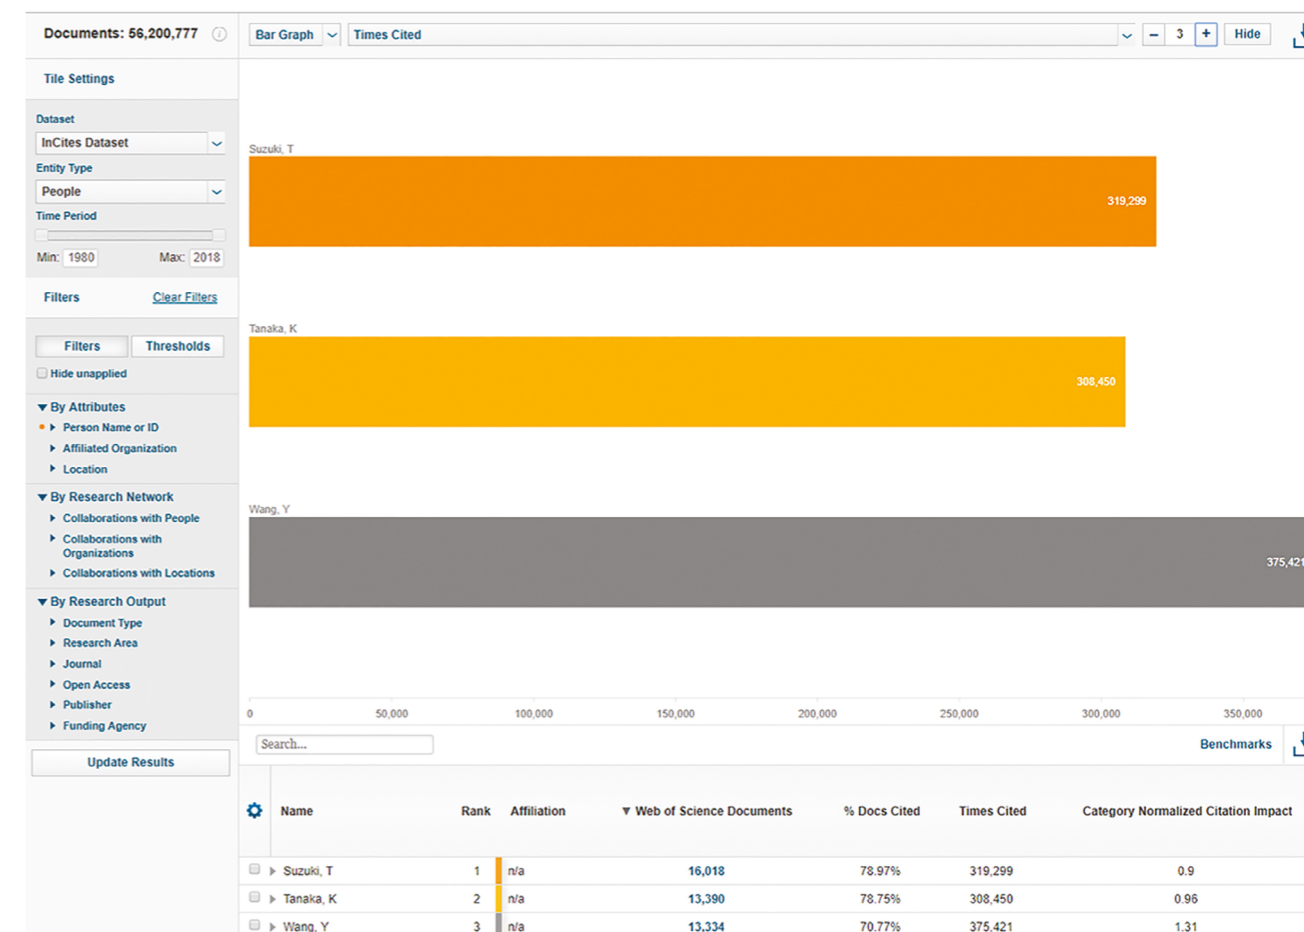 Documents: 56,200,777
Bar Graph Times Cited − 3 + Hide
Tile Settings
Dataset
InCites Dataset
Entity Type
People
Time Period
Min: 1980 Max: 2018
Filters Clear Filters
Filters Thresholds
Hide unapplied
By Attributes
Person Name or ID
Affiliated Organization
Location
By Research Network
Collaborations with People
Collaborations with
Organizations
Collaborations with Locations
By Research Output
Document Type
Research Area
Journal
Open Access
Publisher
Funding Agency
Update Results
Suzuki, T
319,299
Tanaka, K
308,450
Wang, Y
375,421
0 50,000 100,000 150,000 200,000 250,000 300,000 350,000
Search... Benchmarks
Name Rank Affiliation ▼ Web of Science Documents % Docs Cited Times Cited Category Normalized Citation Impact
Suzuki, T 1 n/a 16,018 78.97% 319,299 0.9
Tanaka, K 2 n/a 13,390 78.75% 308,450 0.96
Wang, Y 3 n/a 13,334 70.77% 375,421 1.31